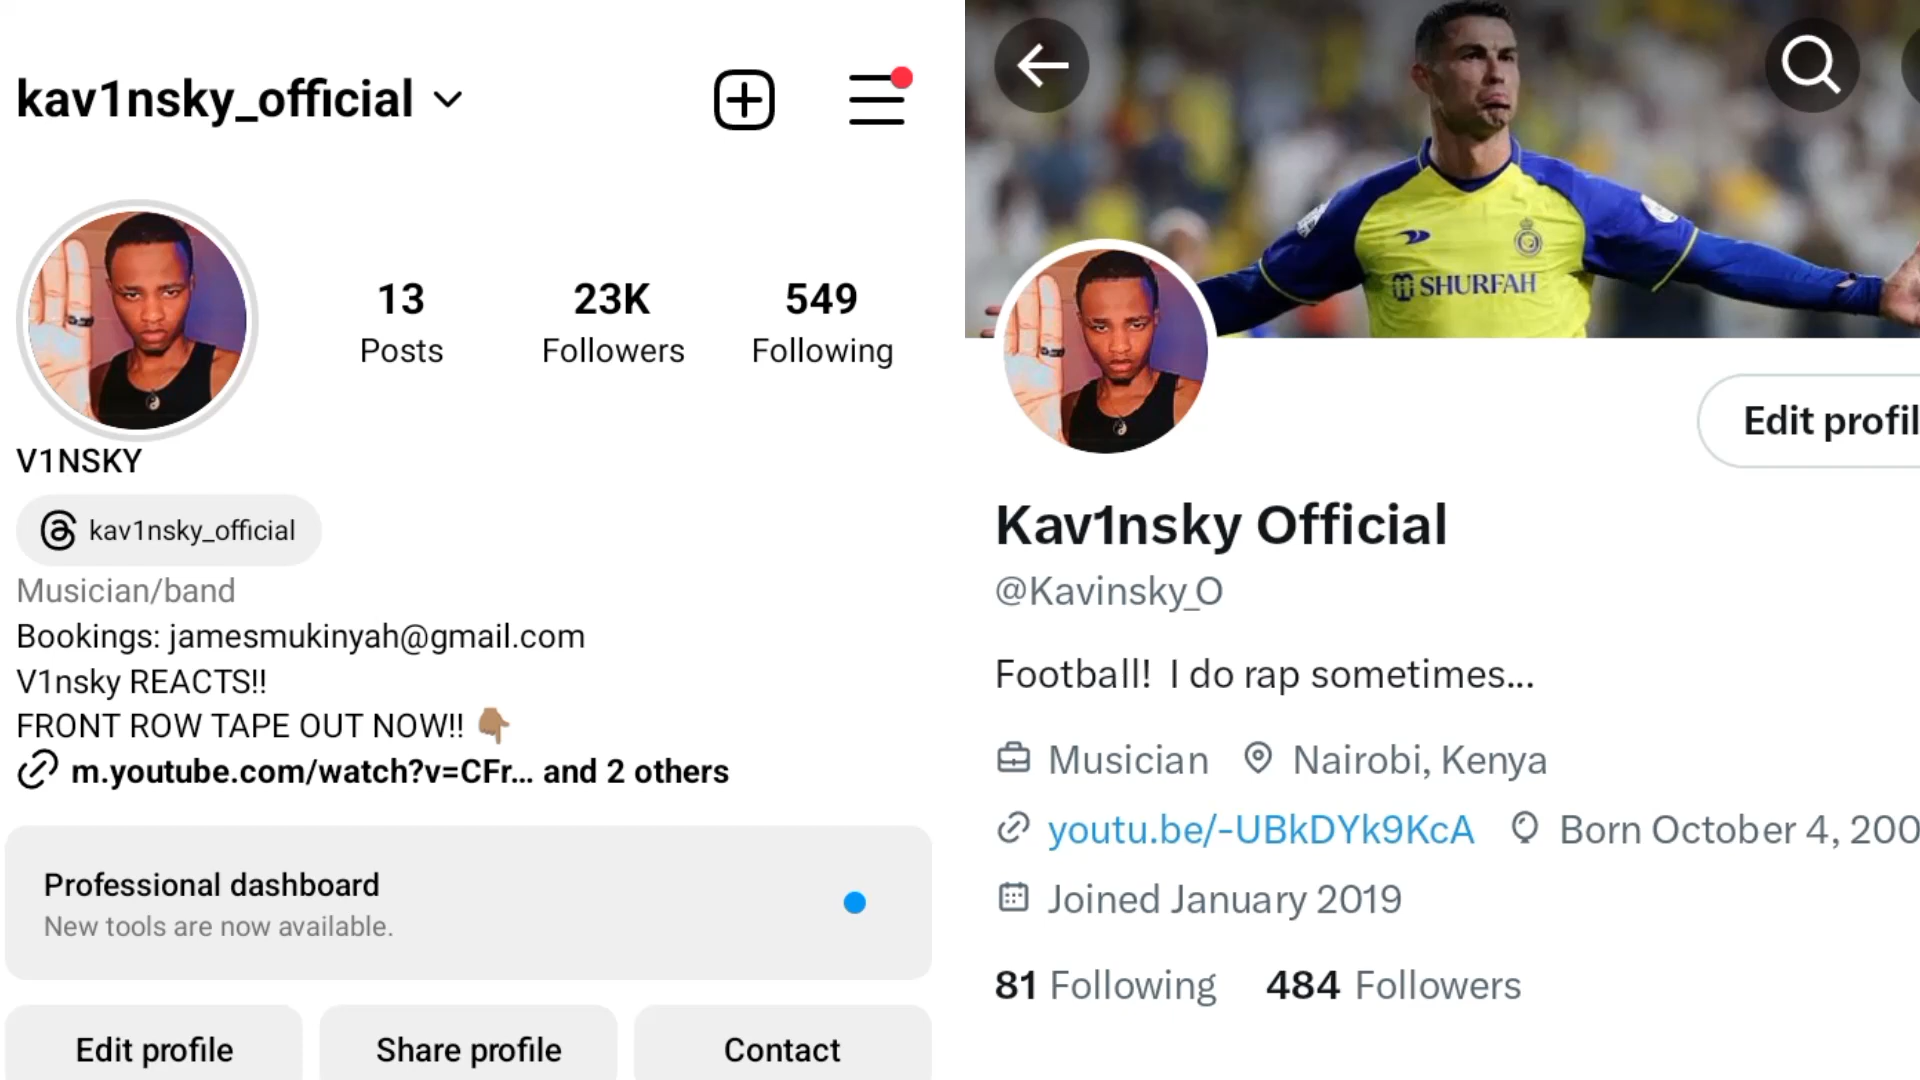 kav1nsky_official
13 23K 549
Posts Followers Following
V1NSKY
kav1nsky_official
Musician/band
Bookings: jamesmukinyah@gmail.com
V1nsky REACTS!!
FRONT ROW TAPE OUT NOW!! 👇🏽
m.youtube.com/watch?v=CFr... and 2 others
Professional dashboard
New tools are now available.
Edit profile Share profile Contact
SHURFAH
Edit profil
Kav1nsky Official
@Kavinsky_O
Football! I do rap sometimes...
Musician Nairobi, Kenya
youtu.be/-UBkDYk9KcA Born October 4, 200
Joined January 2019
81 Following 484 Followers